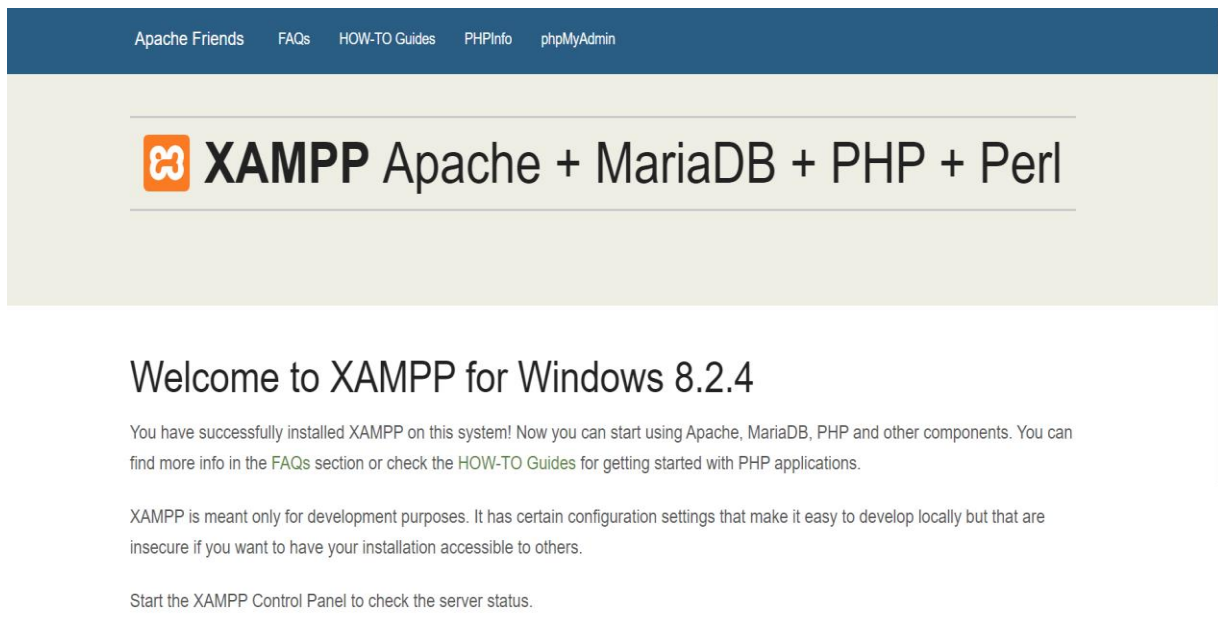 Apache Friends FAQs HOW-TO Guides PHPInfo phpMyAdmin
XAMPP Apache + MariaDB + PHP + Perl
Welcome to XAMPP for Windows 8.2.4
You have successfully installed XAMPP on this system! Now you can start using Apache, MariaDB, PHP and other components. You can
find more info in the FAQs section or check the HOW-TO Guides for getting started with PHP applications.
XAMPP is meant only for development purposes. It has certain configuration settings that make it easy to develop locally but that are
insecure if you want to have your installation accessible to others.
Start the XAMPP Control Panel to check the server status.